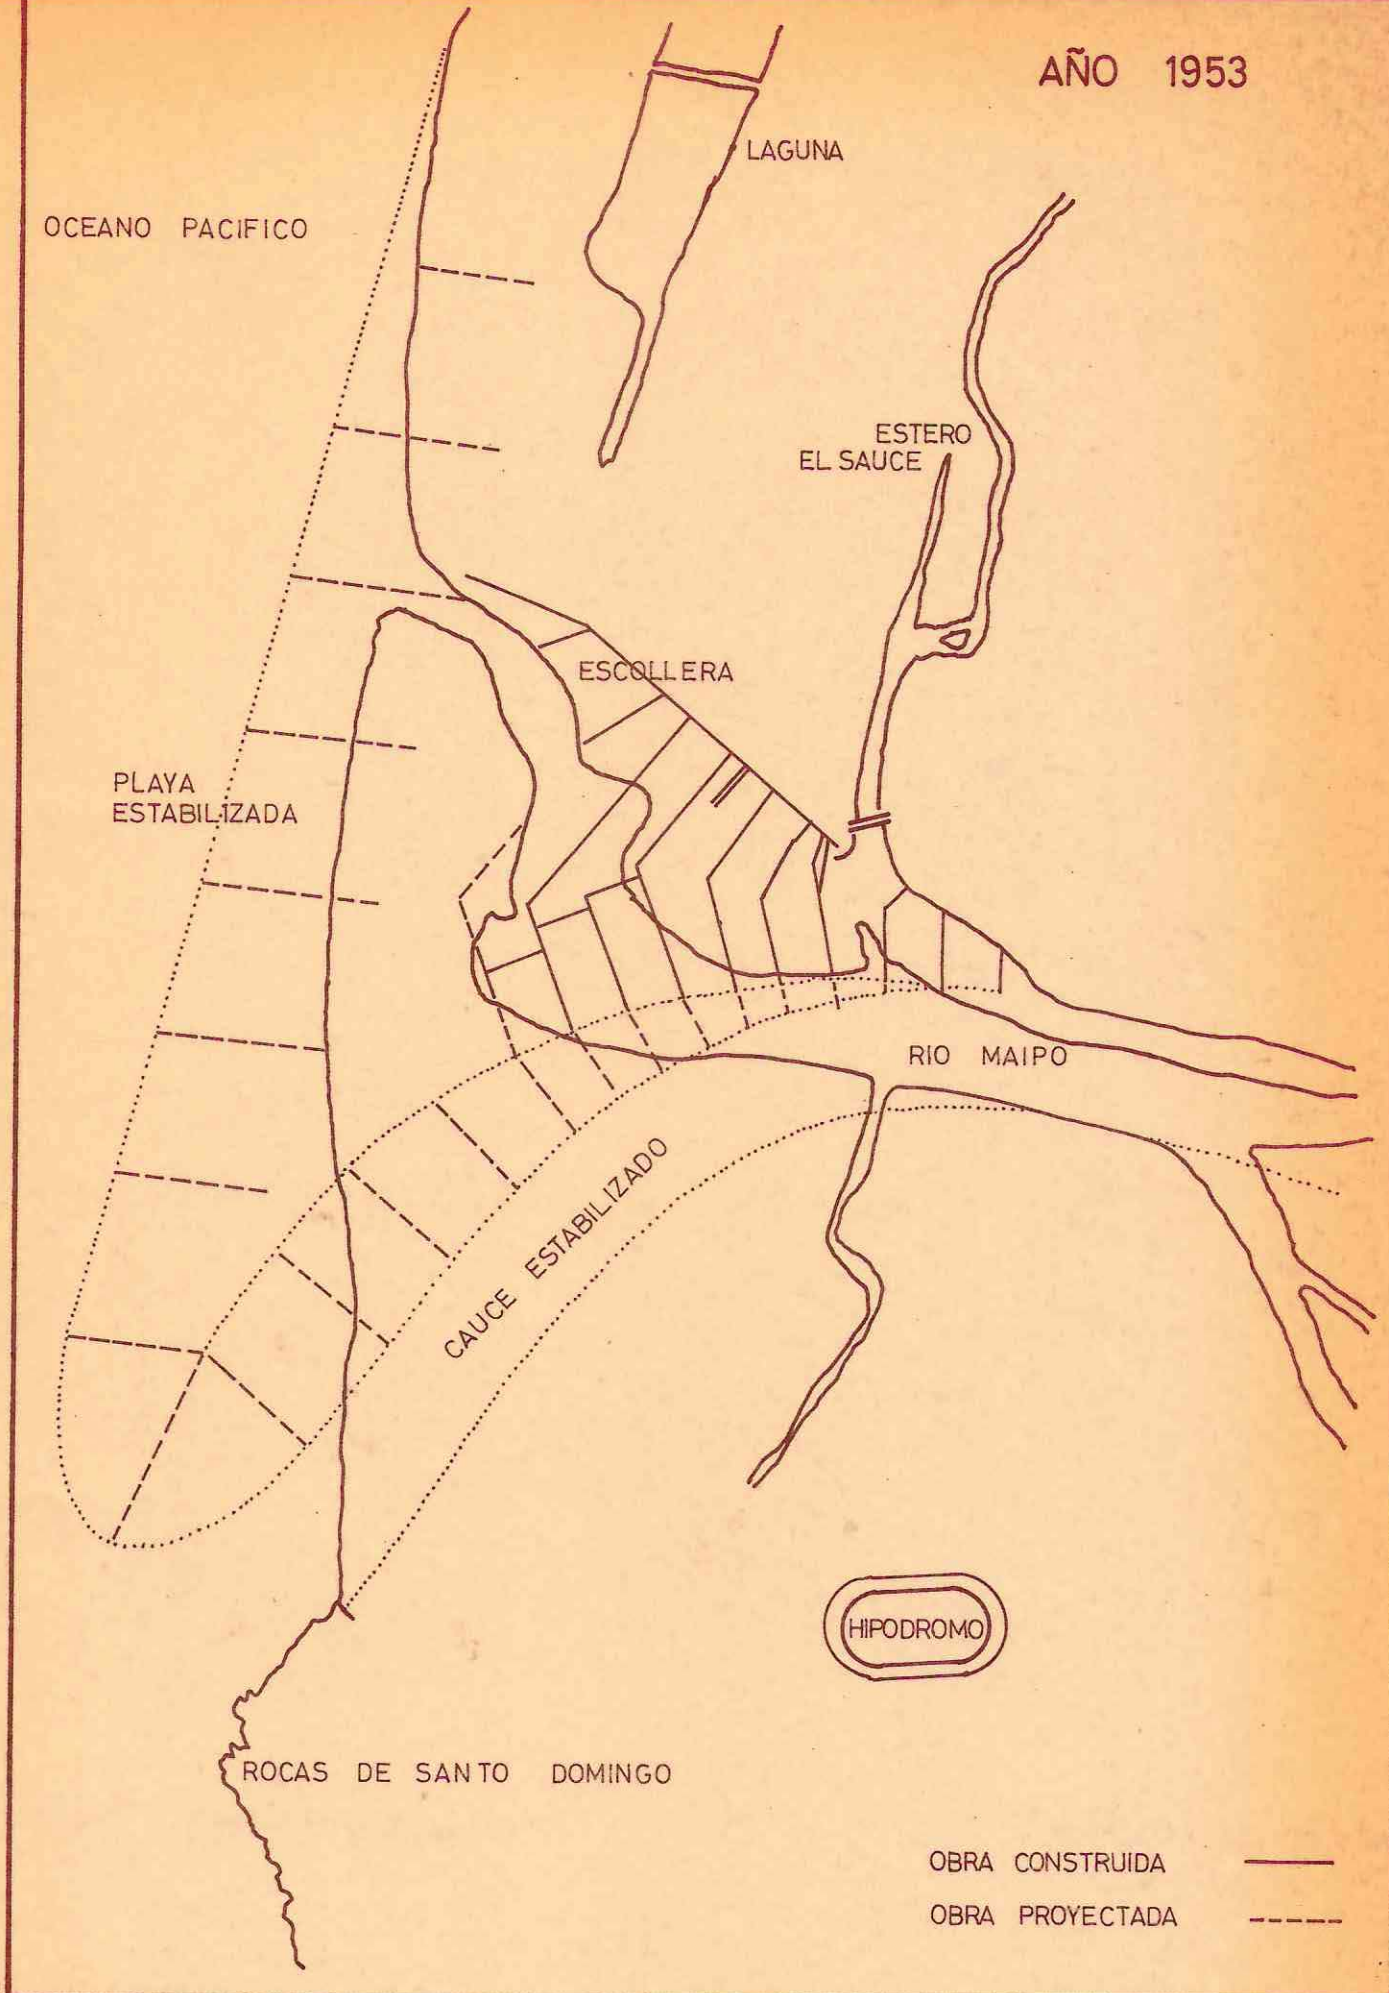 AÑO 1953
LAGUNA
OCEANO PACIFICO
ESTERO
EL SAUCE
ESCOLLERA
PLAYA
ESTABILIZADA
RIO MAIPO
CAUCE ESTABILIZADO
HIPODROMO
ROCAS DE SANTO DOMINGO
OBRA CONSTRUIDA
OBRA PROYECTADA